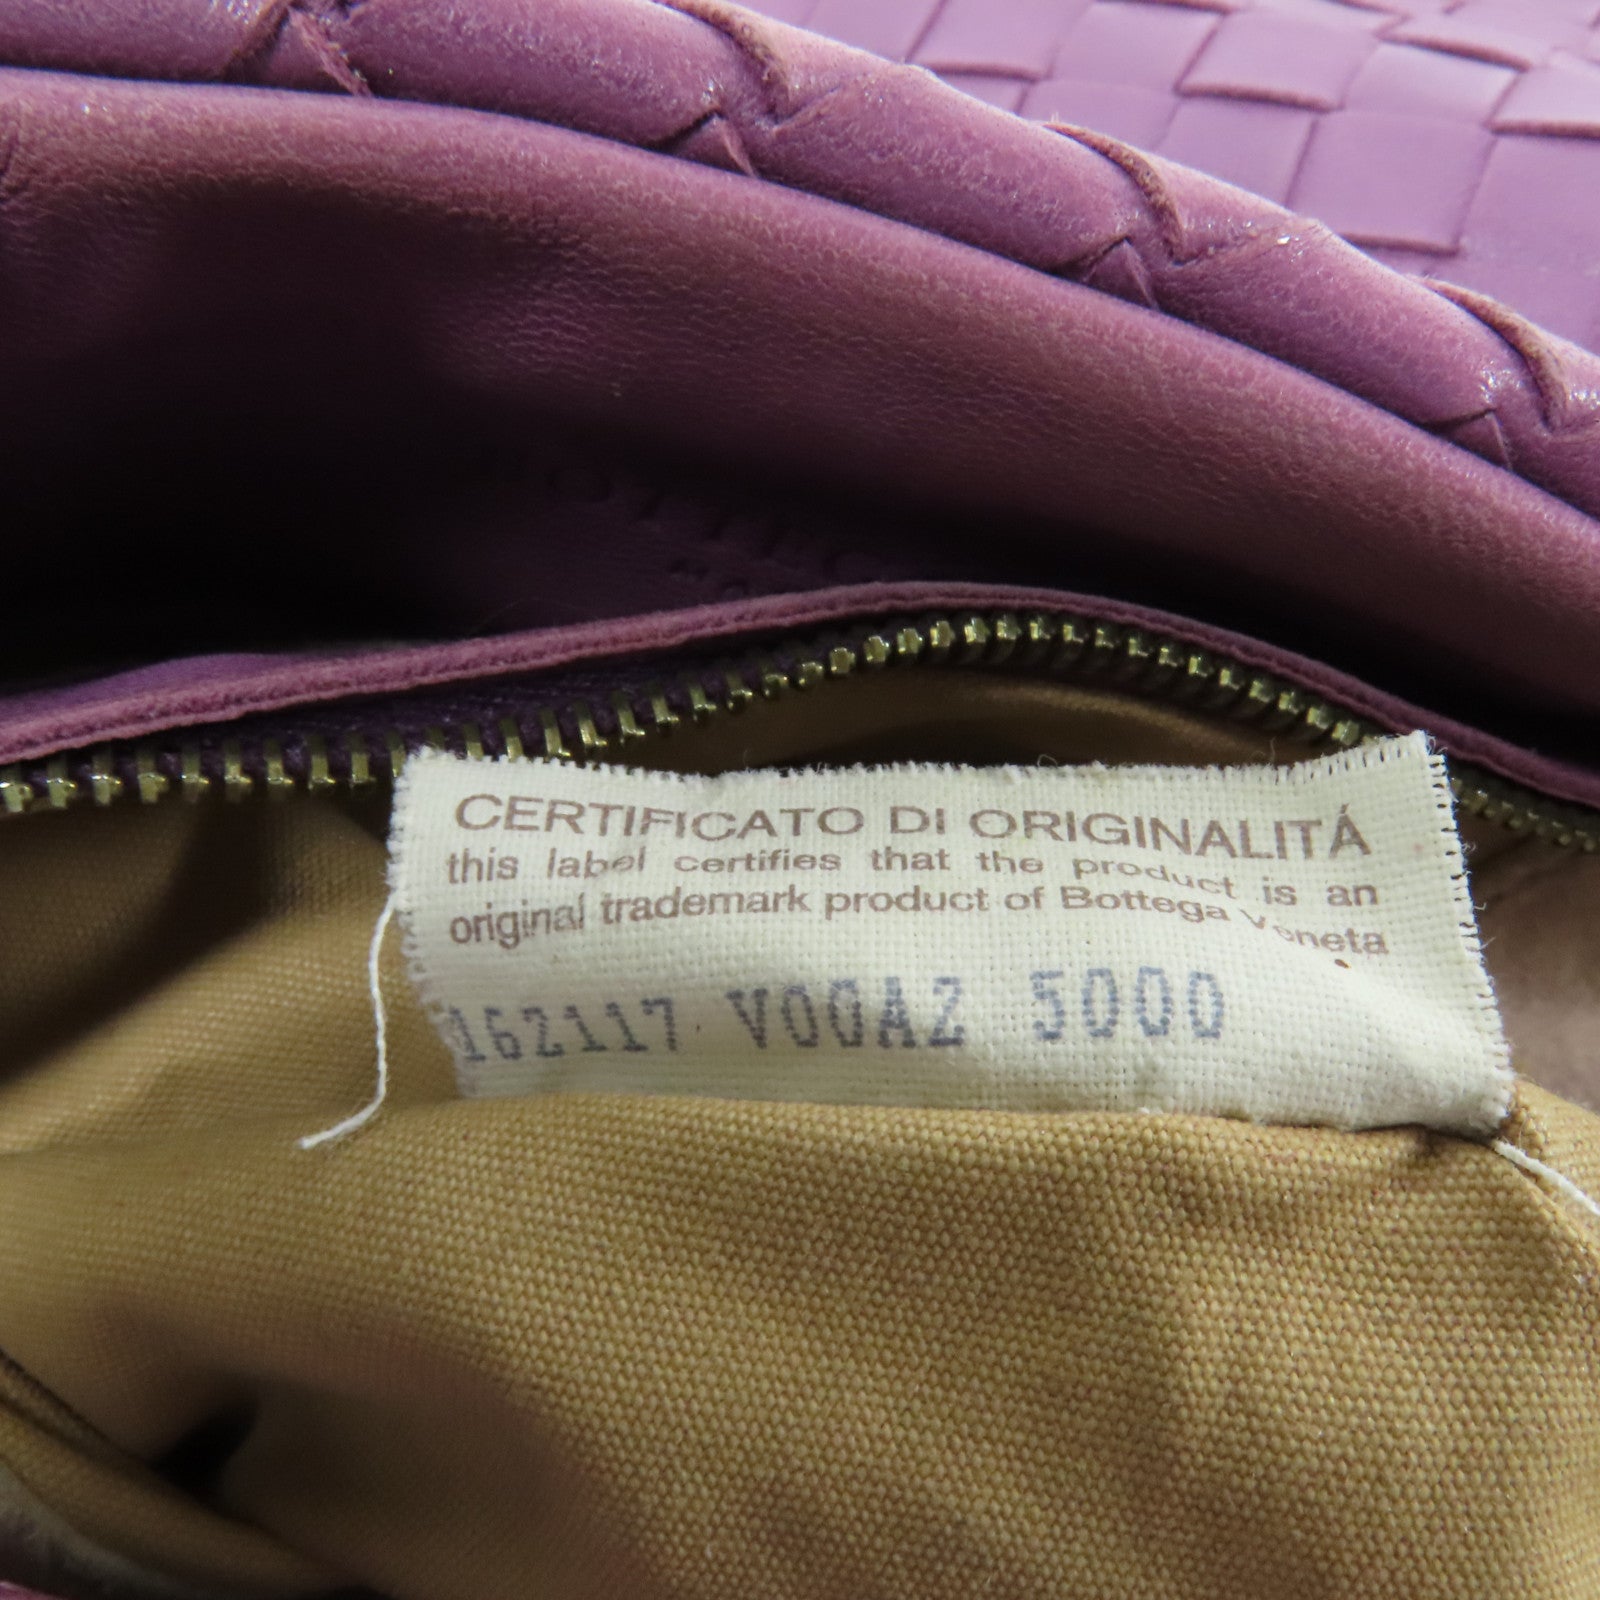 CERTIFICATO DI ORIGINALITÁ
this label certifies that the product is an
original trademark product of Bottega Veneta
162117 VOOAZ 5000